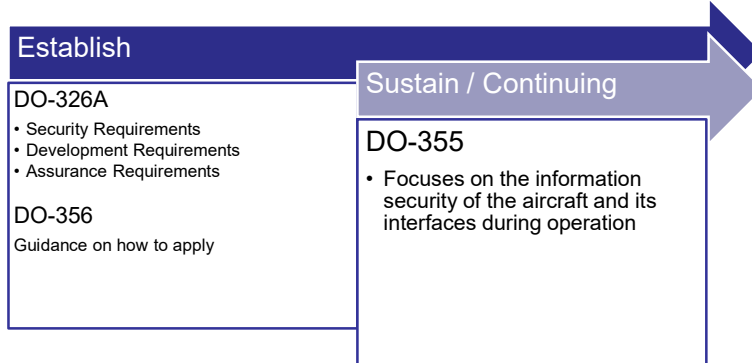 Establish
DO-326A
• Security Requirements
• Development Requirements
• Assurance Requirements
DO-356
Guidance on how to apply
Sustain / Continuing
DO-355
• Focuses on the information
security of the aircraft and its
interfaces during operation